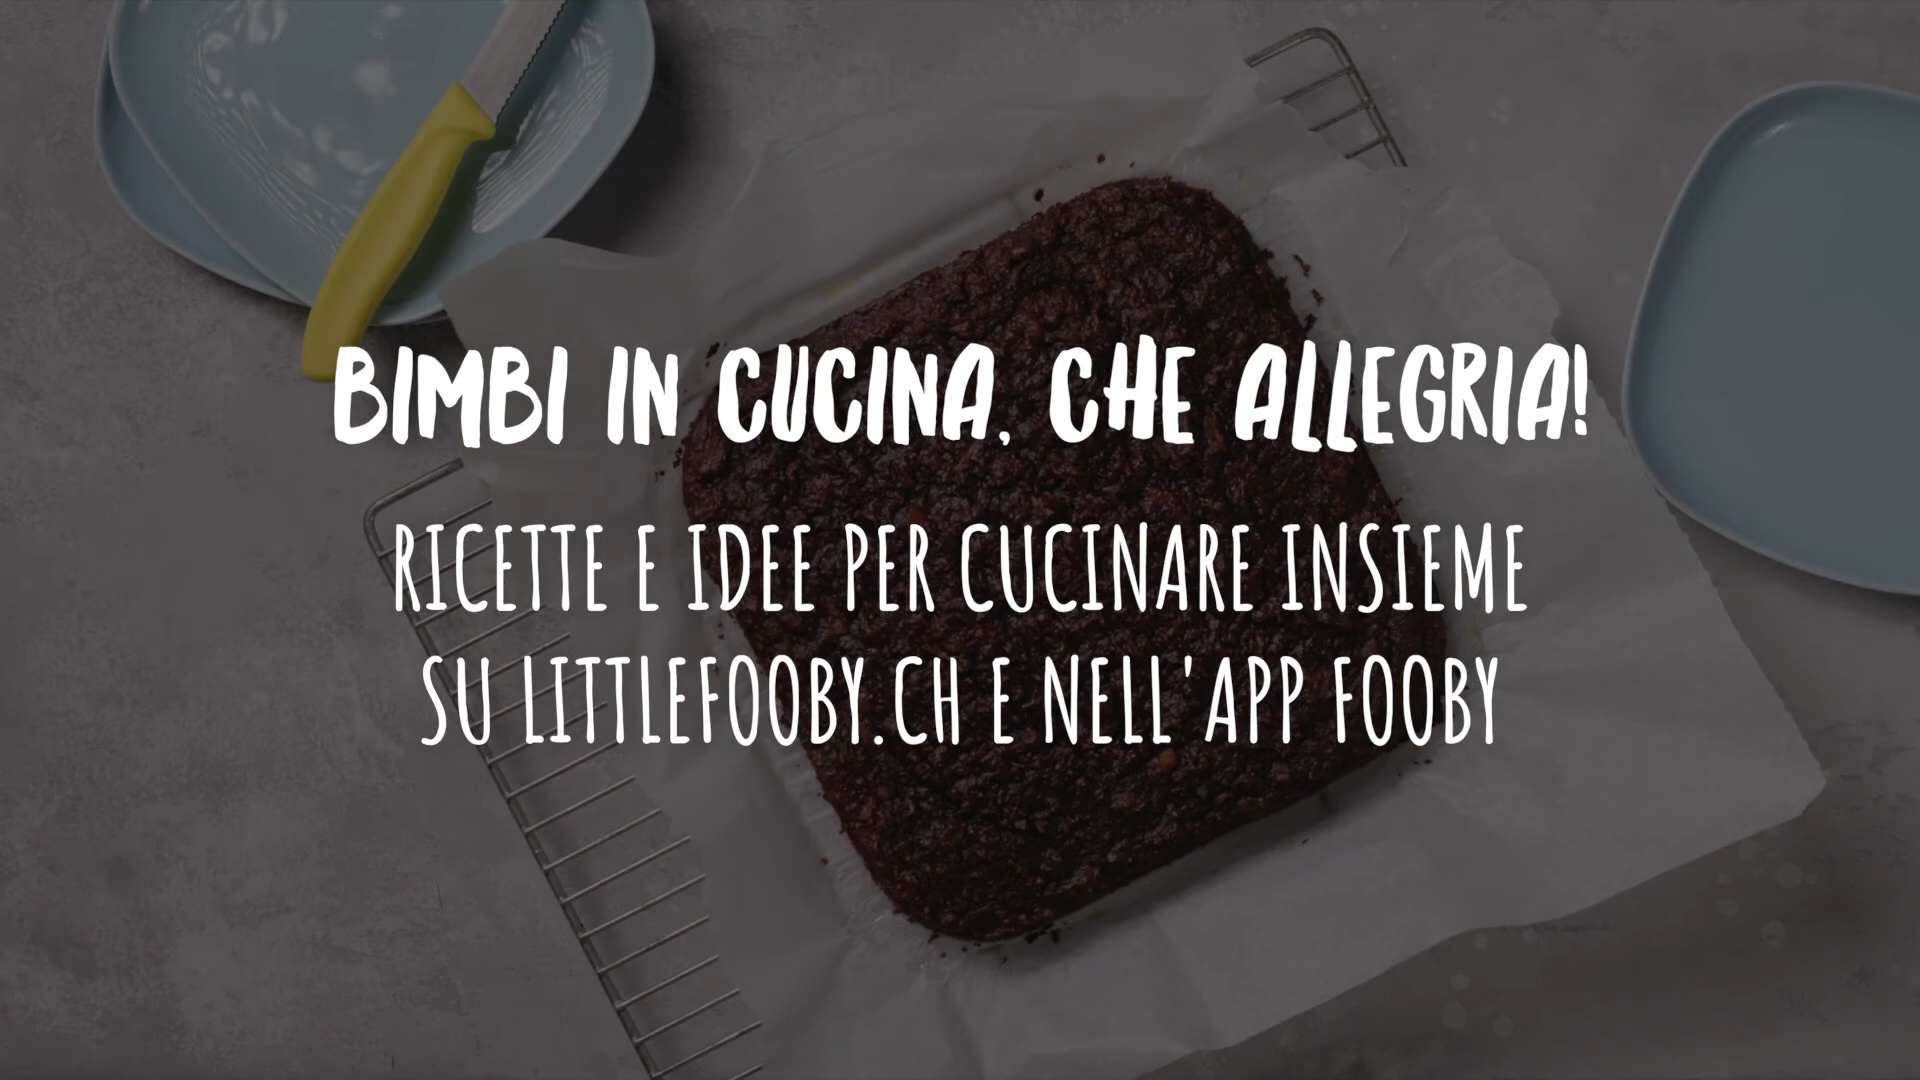 BIMBI IN CUCINA, CHE ALLEGRIA!
RICETTE E IDEE PER CUCINARE INSIEME
SU LITTLEFOOBY.CH E NELL'APP FOOBY